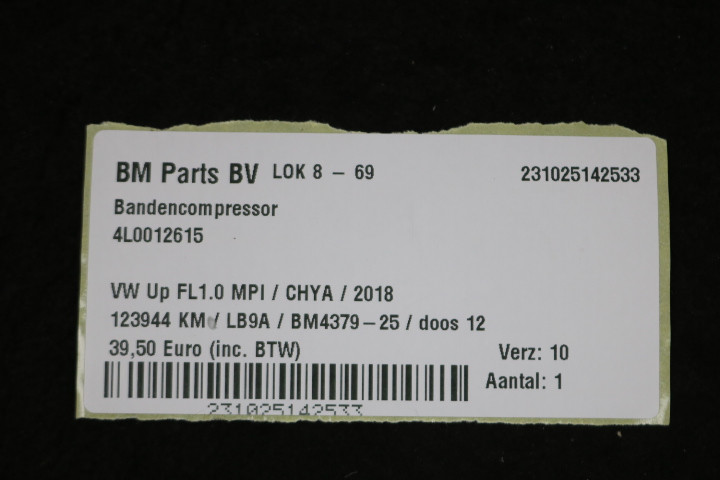 BM Parts BV LOK 8 - 69 231025142533
Bandencompressor
4L0012615
VW Up FL1.0 MPI / CHYA / 2018
123944 KM / LB9A / BM4379-25 / doos 12
39,50 Euro (inc. BTW) Verz: 10
Aantal: 1
231025142533